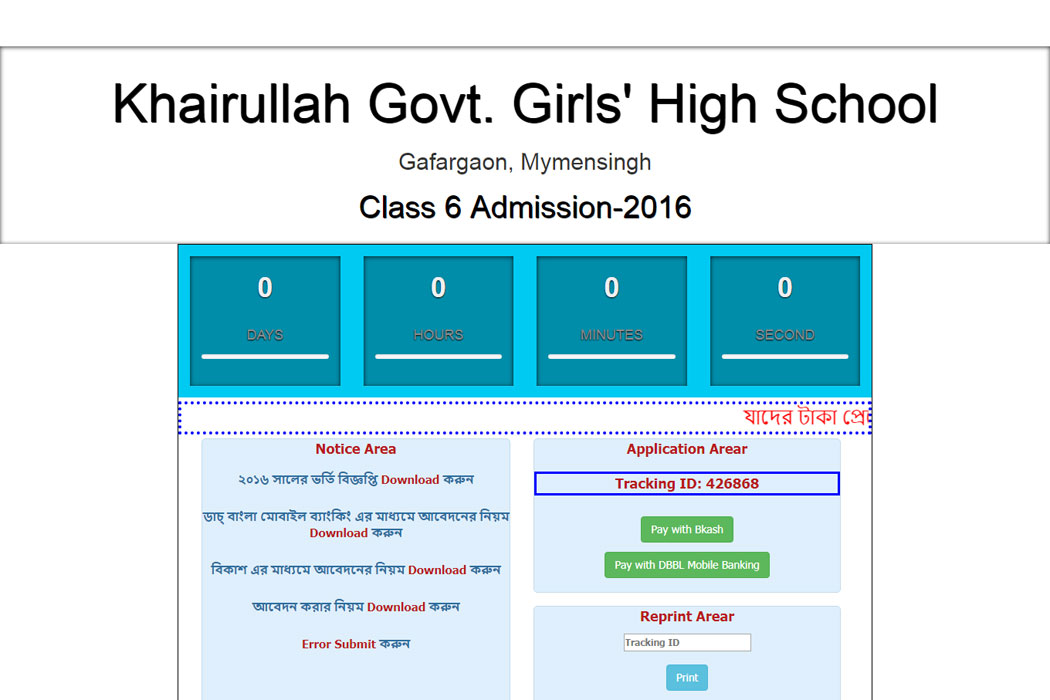 Khairullah Govt. Girls' High School
Gafargaon, Mymensingh
Class 6 Admission-2016
0
DAYS
0
HOURS
0
MINUTES
0
SECOND
যাদের টাকা
Notice Area
২০১৬ সালের ভর্তি বিজ্ঞপ্তি Download করুন
ডাচ্ বাংলা মোবাইল ব্যাংকিং এর মাধ্যমে আবেদনের নিয়ম
Download করুন
বিকাশ এর মাধ্যমে আবেদনের নিয়ম Download করুন
আবেদন করার নিয়ম Download করুন
Error Submit করুন
Application Arear
Tracking ID: 426868
Pay with Bkash
Pay with DBBL Mobile Banking
Reprint Arear
Tracking ID
Print